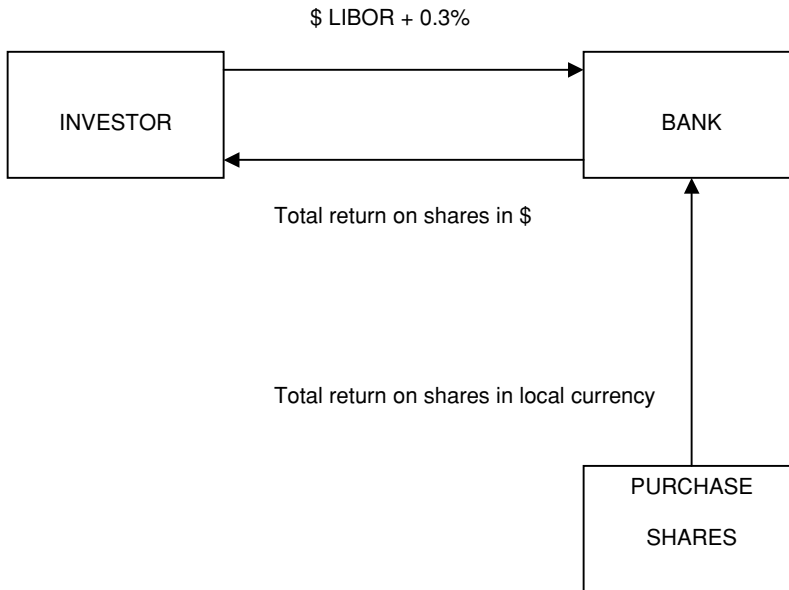 $ LIBOR + 0.3%
INVESTOR
BANK
Total return on shares in $
Total return on shares in local currency
PURCHASE
SHARES